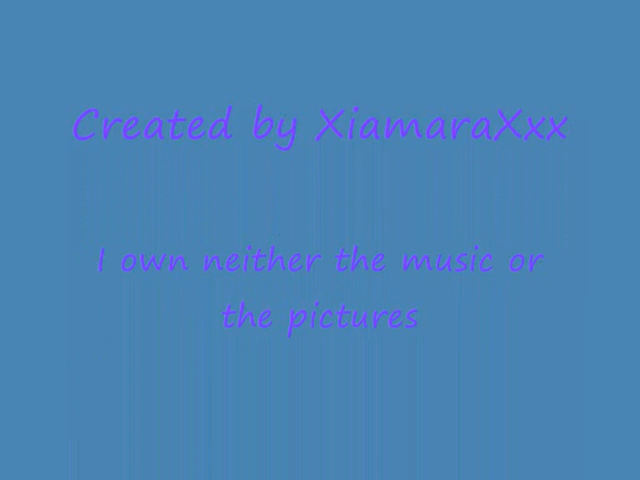 Created by XiamaraXxx
I own neither the music or
the pictures